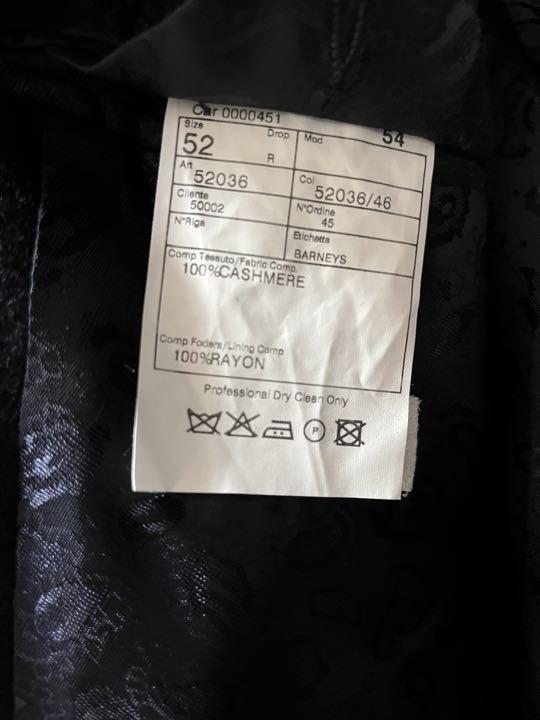 Car 0000451
Size 52 Drop R Mod 54
Art 52036 Col 52036/46
Cliente 50002 N°Ordine 45
N°Riga Etichetta BARNEYS
Comp Tessuto/Fabric Comp.
100%CASHMERE
Comp Fodera/Lining Comp
100%RAYON
Professional Dry Clean Only
P